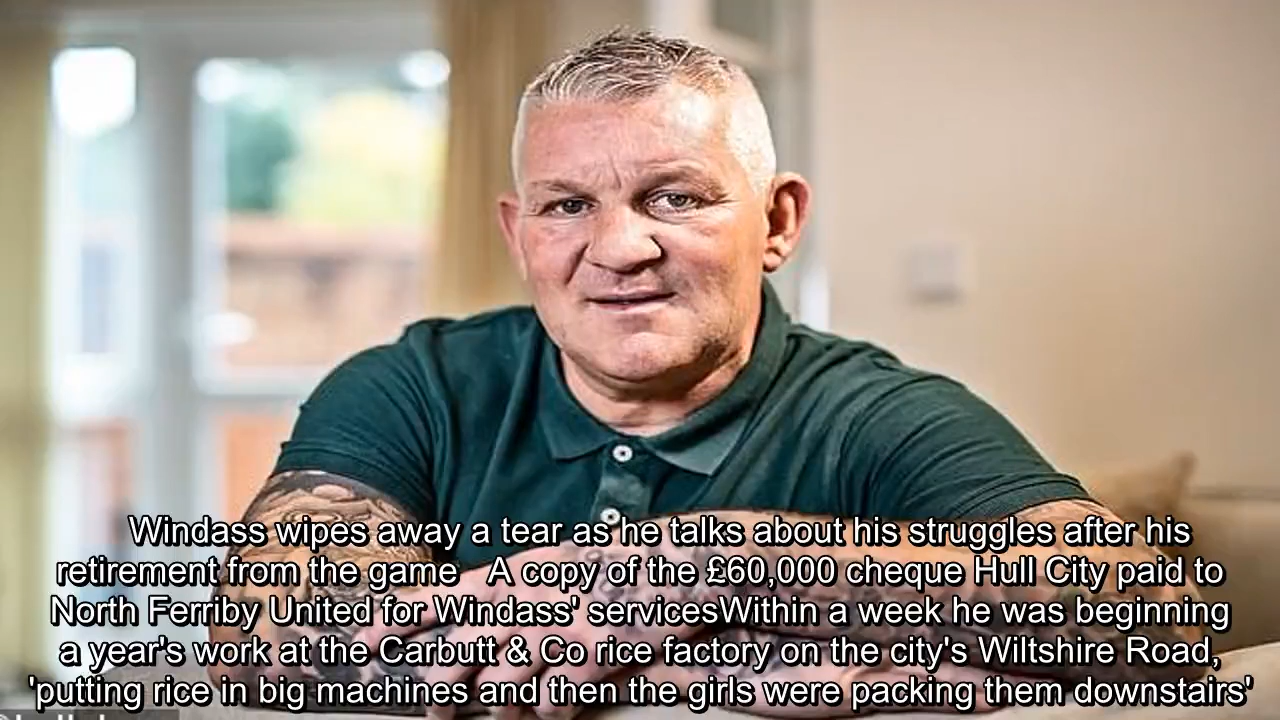 Windass wipes away a tear as he talks about his struggles after his
retirement from the game A copy of the £60,000 cheque Hull City paid to
North Ferriby United for Windass' servicesWithin a week he was beginning
a year's work at the Carbutt & Co rice factory on the city's Wiltshire Road,
'putting rice in big machines and then the girls were packing them downstairs'